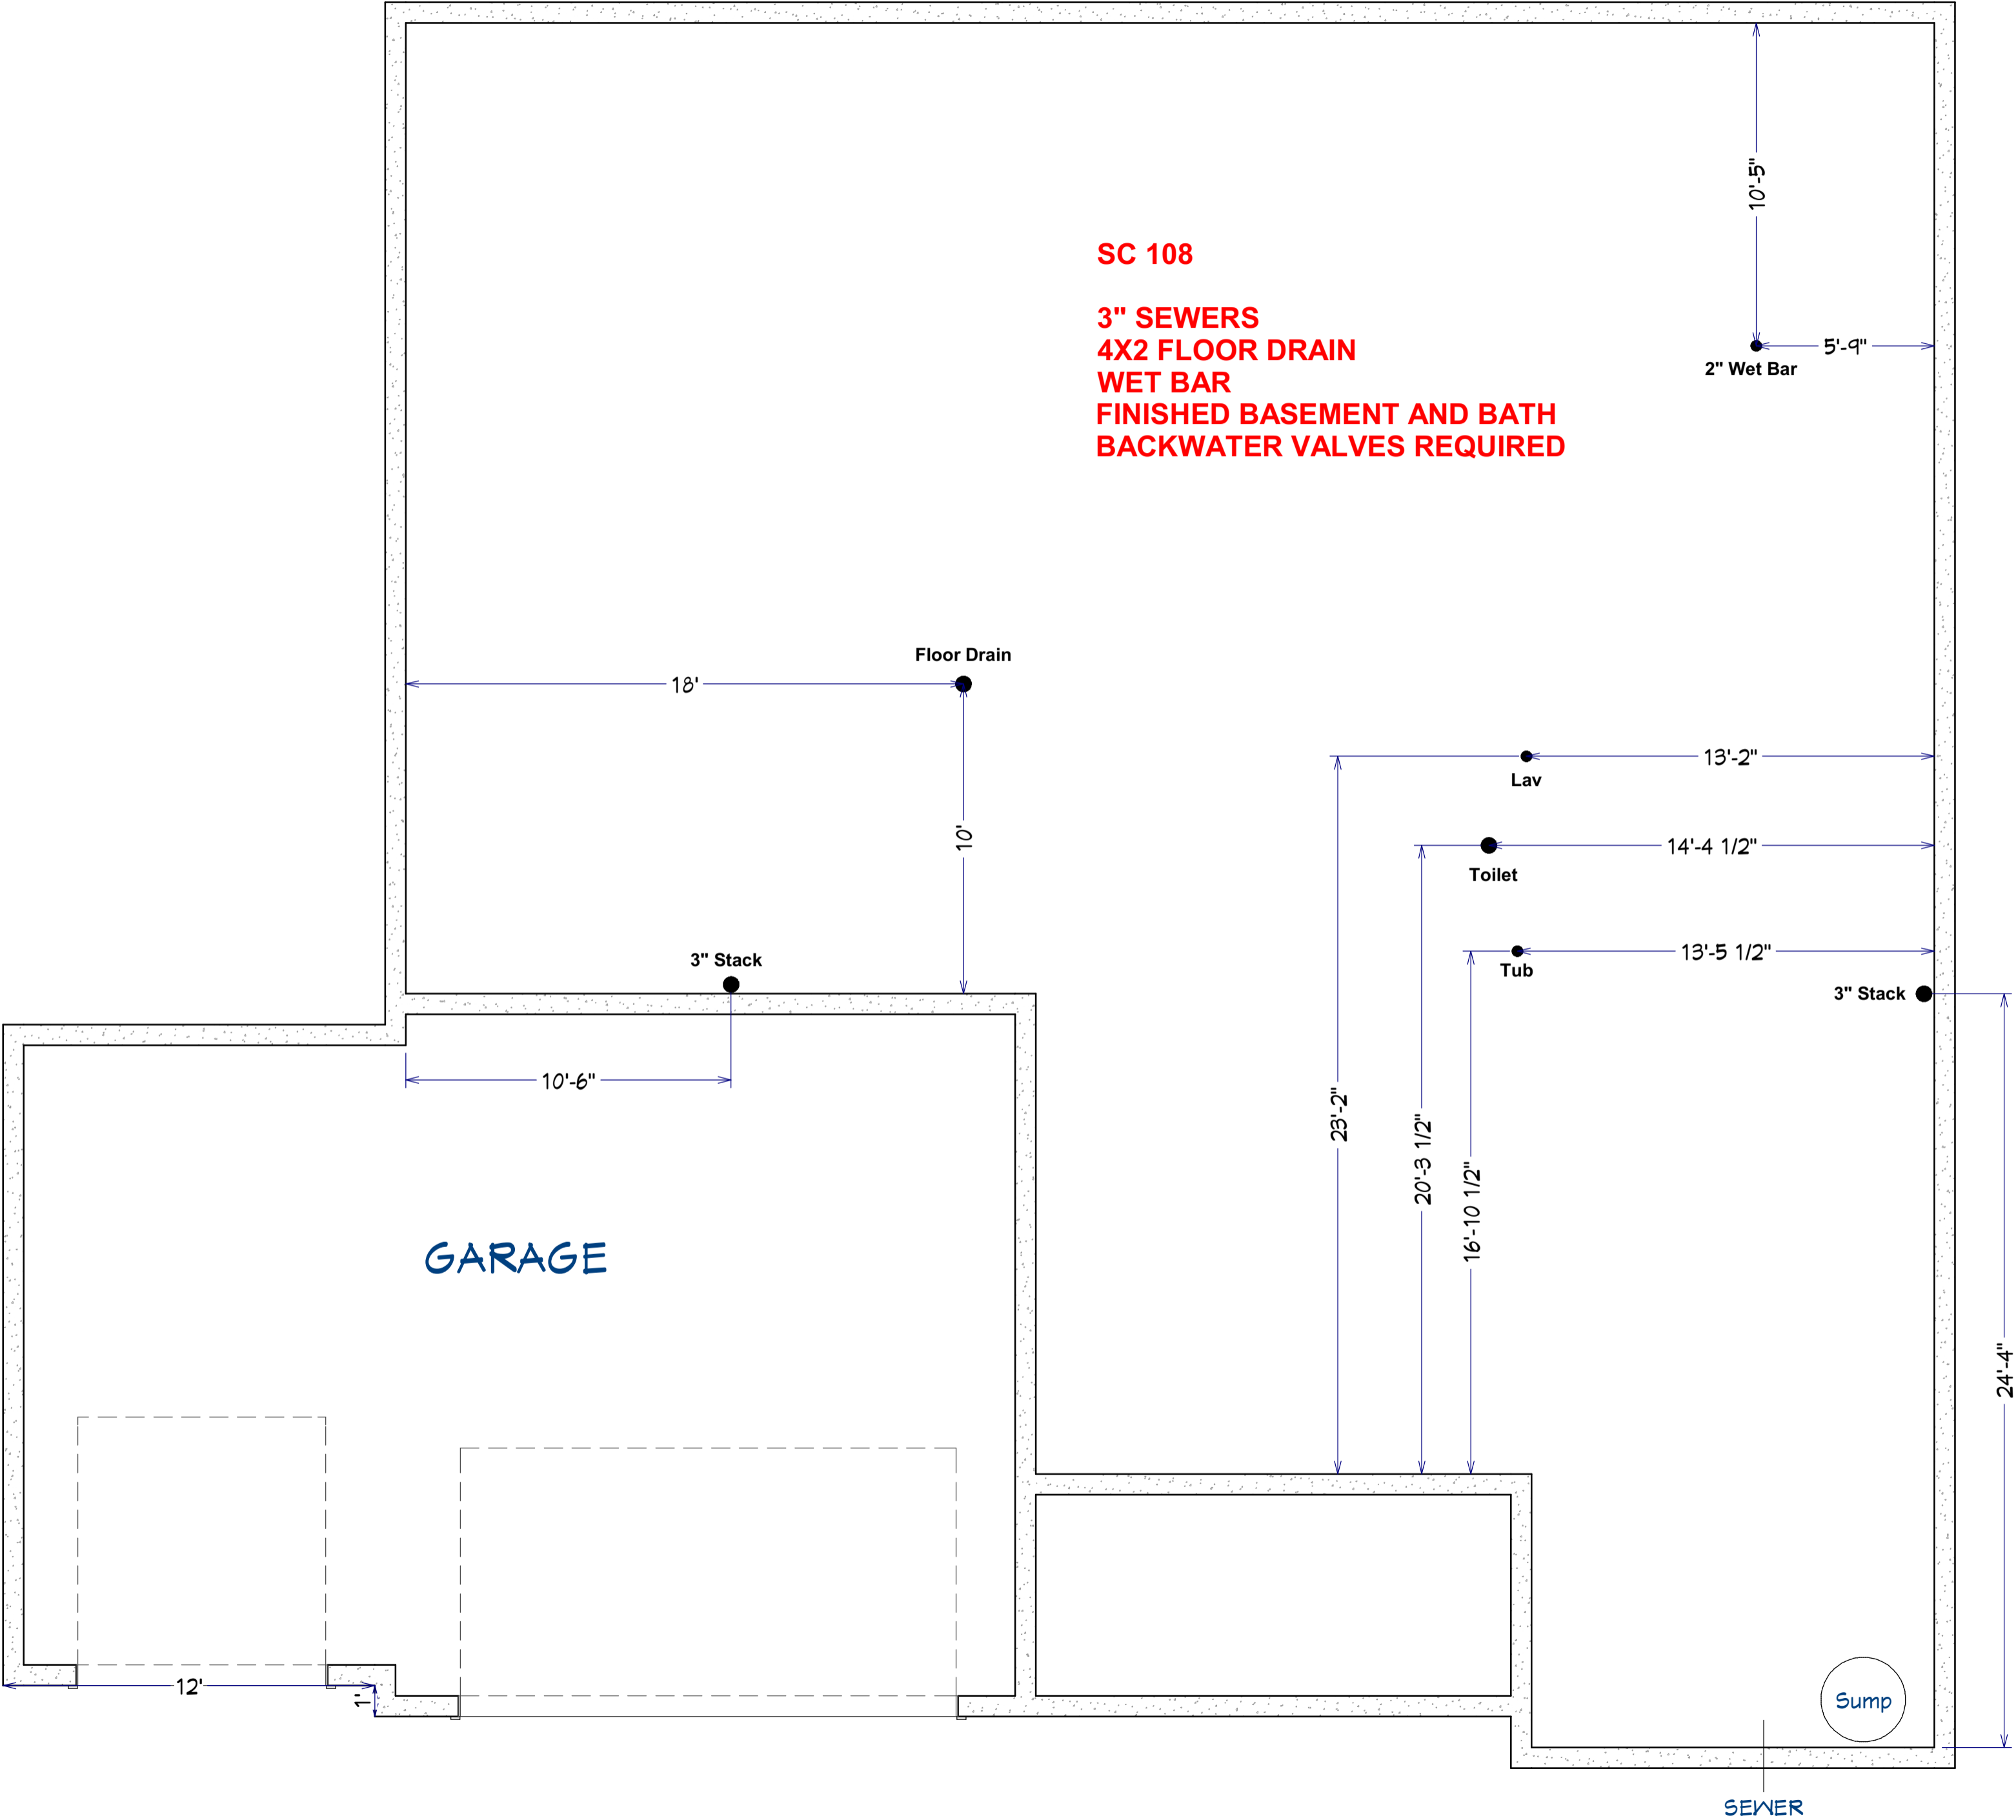 10'-5"
SC 108
3" SEWERS
4X2 FLOOR DRAIN
WET BAR
FINISHED BASEMENT AND BATH
BACKWATER VALVES REQUIRED
5'-9"
2" Wet Bar
Floor Drain
18'
10'
13'-2"
Lav
14'-4 1/2"
Toilet
3" Stack
13'-5 1/2"
Tub
3" Stack
10'-6"
23'-2"
20'-3 1/2"
16'-10 1/2"
GARAGE
24'-4"
12'
1'
Sump
SEWER